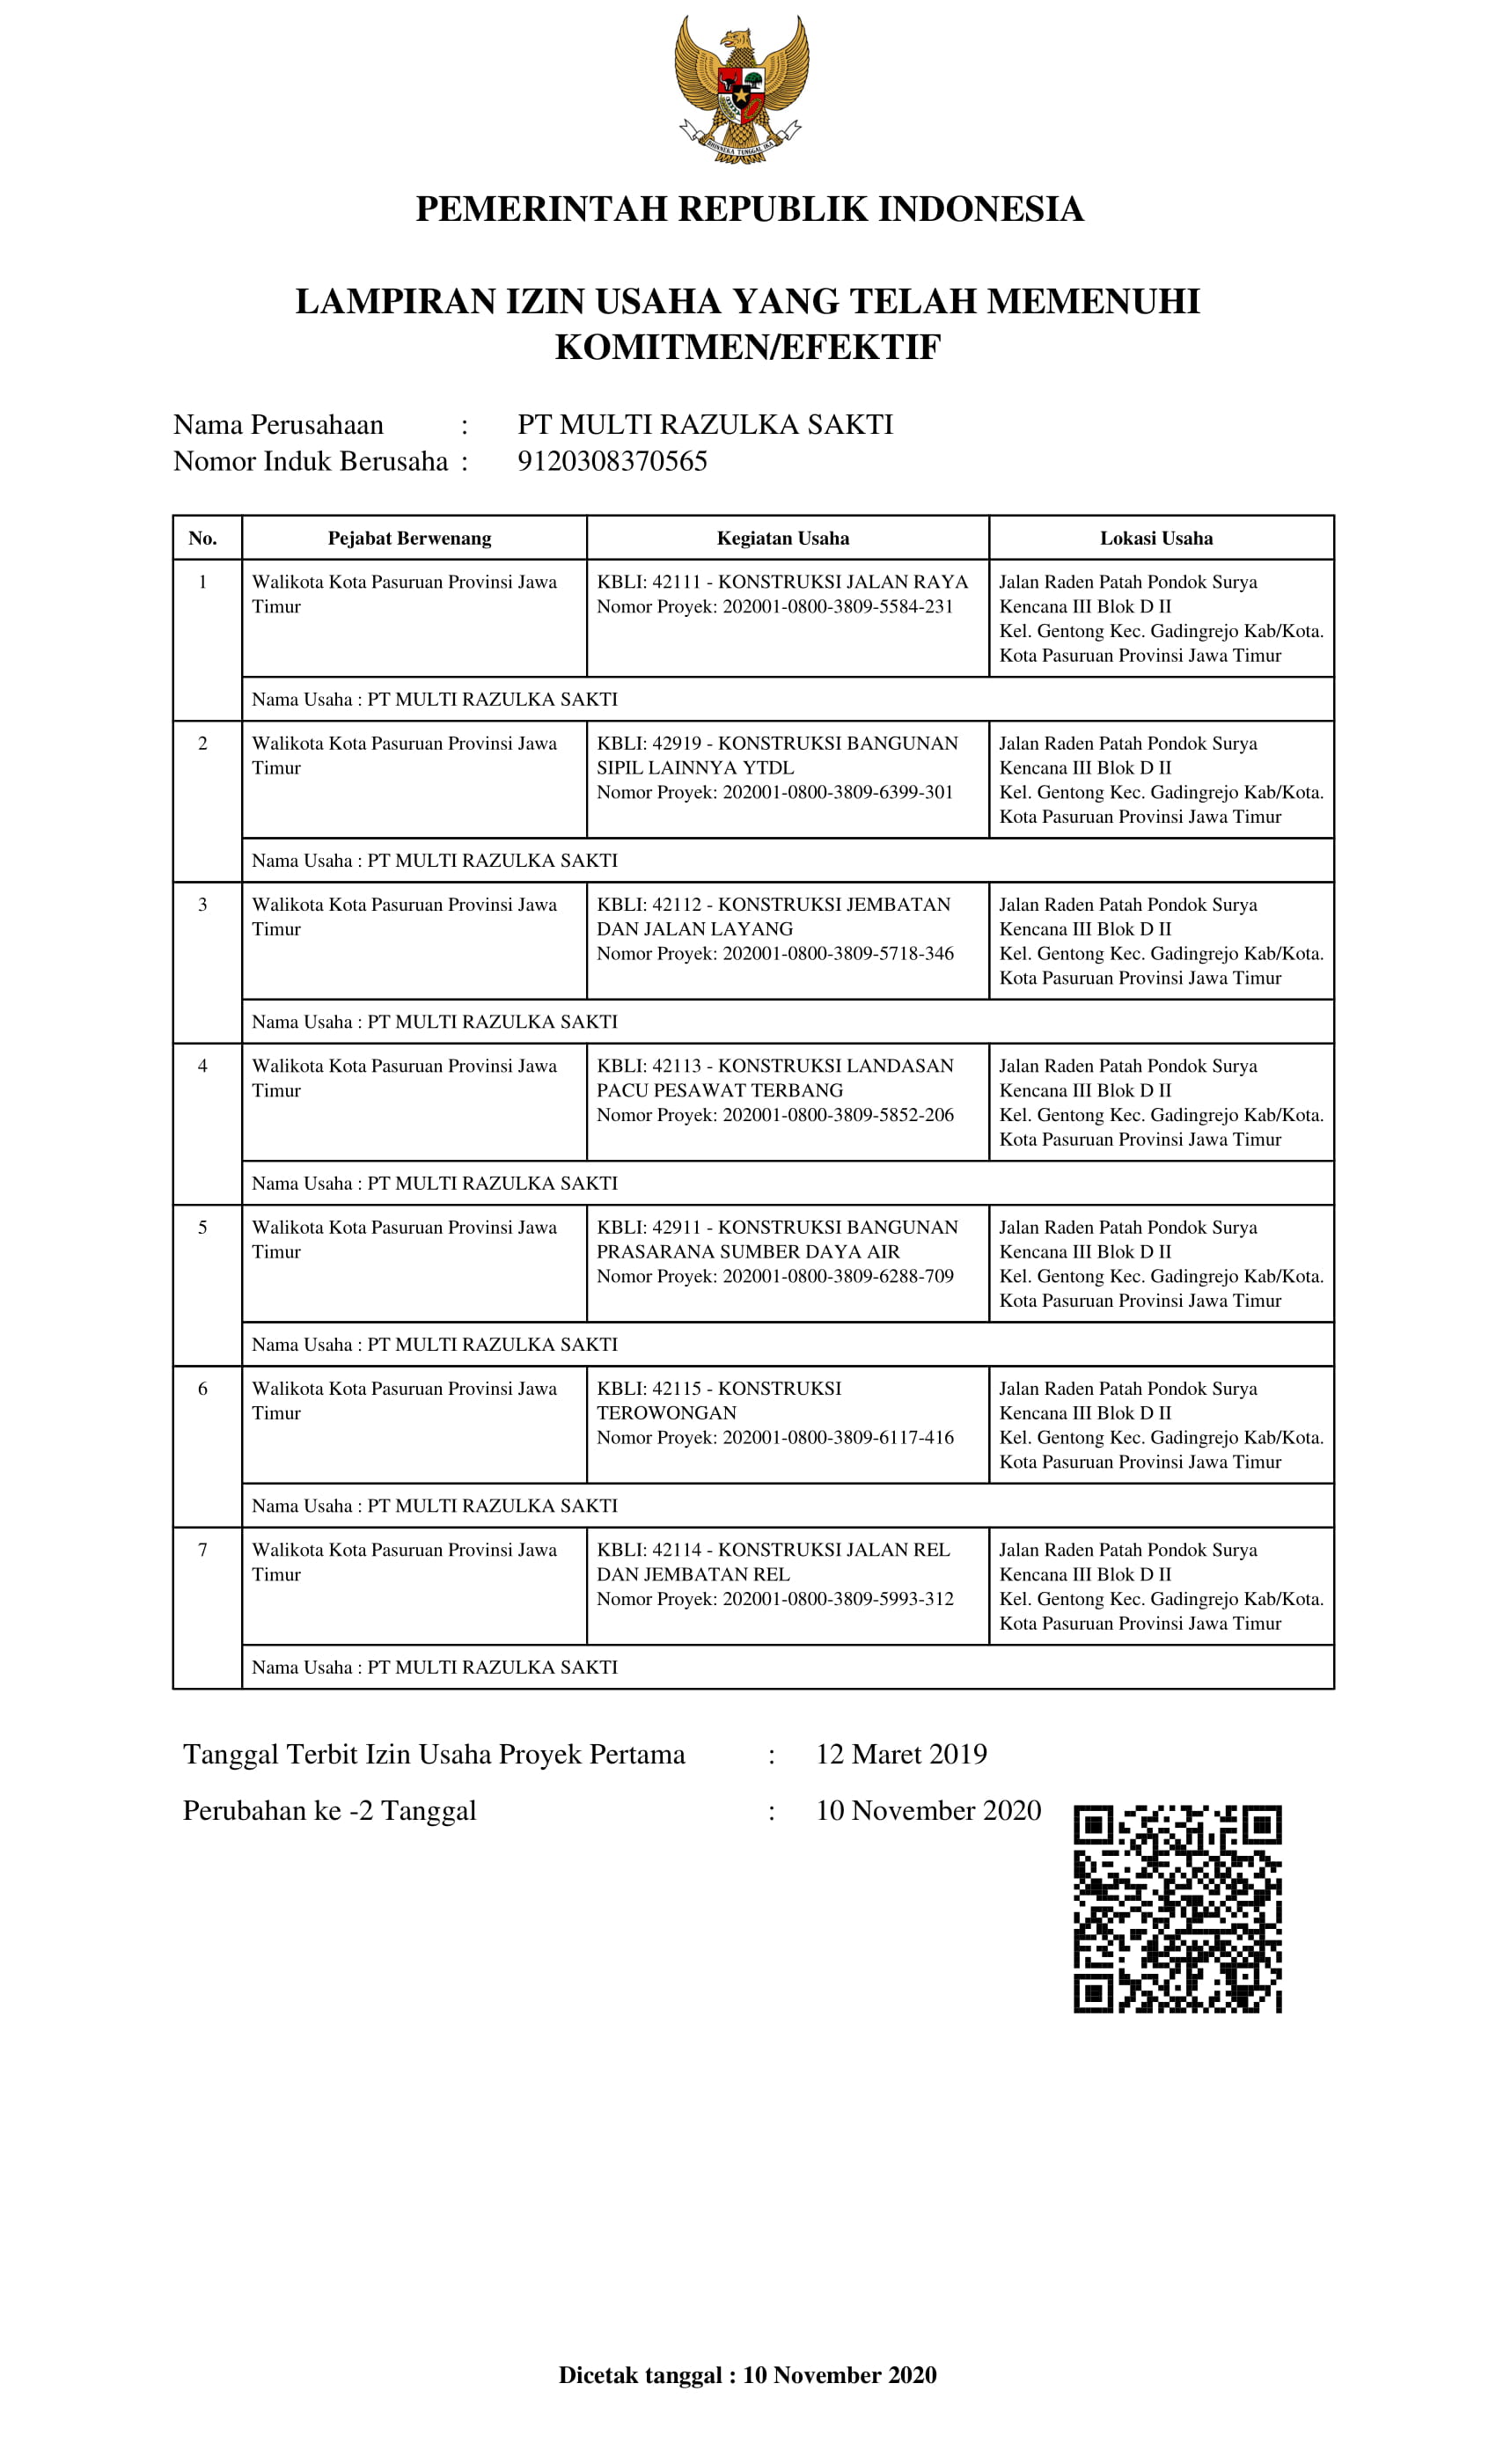 BHINNEKA TUNGGAL IKA
PEMERINTAH REPUBLIK INDONESIA
LAMPIRAN IZIN USAHA YANG TELAH MEMENUHI
KOMITMEN/EFEKTIF
Nama Perusahaan : PT MULTI RAZULKA SAKTI
Nomor Induk Berusaha : 9120308370565
No. Pejabat Berwenang Kegiatan Usaha Lokasi Usaha
1 Walikota Kota Pasuruan Provinsi Jawa KBLI: 42111 - KONSTRUKSI JALAN RAYA Jalan Raden Patah Pondok Surya
Timur Nomor Proyek: 202001-0800-3809-5584-231 Kencana III Blok D II
Kel. Gentong Kec. Gadingrejo Kab/Kota.
Kota Pasuruan Provinsi Jawa Timur
Nama Usaha : PT MULTI RAZULKA SAKTI
2 Walikota Kota Pasuruan Provinsi Jawa KBLI: 42919 - KONSTRUKSI BANGUNAN Jalan Raden Patah Pondok Surya
Timur SIPIL LAINNYA YTDL Kencana III Blok D II
Nomor Proyek: 202001-0800-3809-6399-301 Kel. Gentong Kec. Gadingrejo Kab/Kota.
Kota Pasuruan Provinsi Jawa Timur
Nama Usaha : PT MULTI RAZULKA SAKTI
3 Walikota Kota Pasuruan Provinsi Jawa KBLI: 42112 - KONSTRUKSI JEMBATAN Jalan Raden Patah Pondok Surya
Timur DAN JALAN LAYANG Kencana III Blok D II
Nomor Proyek: 202001-0800-3809-5718-346 Kel. Gentong Kec. Gadingrejo Kab/Kota.
Kota Pasuruan Provinsi Jawa Timur
Nama Usaha : PT MULTI RAZULKA SAKTI
4 Walikota Kota Pasuruan Provinsi Jawa KBLI: 42113 - KONSTRUKSI LANDASAN Jalan Raden Patah Pondok Surya
Timur PACU PESAWAT TERBANG Kencana III Blok D II
Nomor Proyek: 202001-0800-3809-5852-206 Kel. Gentong Kec. Gadingrejo Kab/Kota.
Kota Pasuruan Provinsi Jawa Timur
Nama Usaha : PT MULTI RAZULKA SAKTI
5 Walikota Kota Pasuruan Provinsi Jawa KBLI: 42911 - KONSTRUKSI BANGUNAN Jalan Raden Patah Pondok Surya
Timur PRASARANA SUMBER DAYA AIR Kencana III Blok D II
Nomor Proyek: 202001-0800-3809-6288-709 Kel. Gentong Kec. Gadingrejo Kab/Kota.
Kota Pasuruan Provinsi Jawa Timur
Nama Usaha : PT MULTI RAZULKA SAKTI
6 Walikota Kota Pasuruan Provinsi Jawa KBLI: 42115 - KONSTRUKSI Jalan Raden Patah Pondok Surya
Timur TEROWONGAN Kencana III Blok D II
Nomor Proyek: 202001-0800-3809-6117-416 Kel. Gentong Kec. Gadingrejo Kab/Kota.
Kota Pasuruan Provinsi Jawa Timur
Nama Usaha : PT MULTI RAZULKA SAKTI
7 Walikota Kota Pasuruan Provinsi Jawa KBLI: 42114 - KONSTRUKSI JALAN REL Jalan Raden Patah Pondok Surya
Timur DAN JEMBATAN REL Kencana III Blok D II
Nomor Proyek: 202001-0800-3809-5993-312 Kel. Gentong Kec. Gadingrejo Kab/Kota.
Kota Pasuruan Provinsi Jawa Timur
Nama Usaha : PT MULTI RAZULKA SAKTI
Tanggal Terbit Izin Usaha Proyek Pertama : 12 Maret 2019
Perubahan ke -2 Tanggal : 10 November 2020
Dicetak tanggal : 10 November 2020